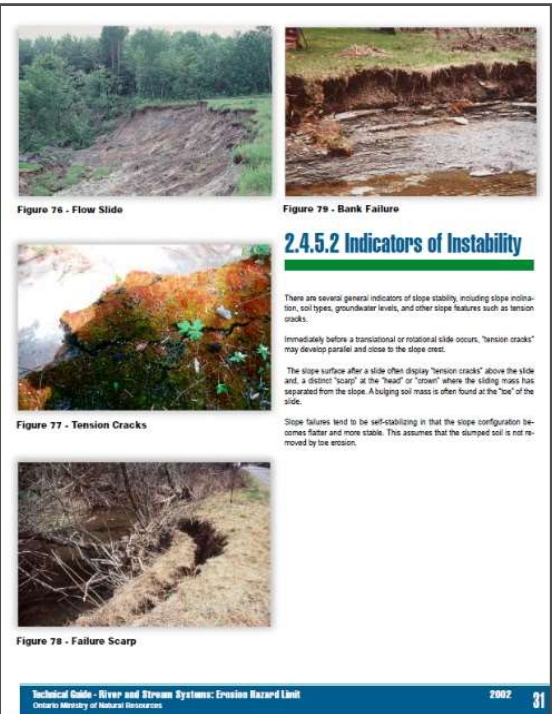 Figure 76 - Flow Slide
Figure 77 - Tension Cracks
Figure 78 - Failure Scarp
Figure 79 - Bank Failure
2.4.5.2 Indicators of Instability
There are several general indicators of slope stability, including slope inclina-
tion, soil types, groundwater levels, and other slope features such as tension
cracks.
Immediately before a translational or rotational slide occurs, "tension cracks"
may develop parallel and close to the slope crest.
The slope surface after a slide often display "tension cracks" above the slide
and, a distinct "scarp" at the "head" or "crown" where the sliding mass has
separated from the slope. A bulging soil mass is often found at the "toe" of the
slide.
Slope failures tend to be self-stabilizing in that the slope configuration be-
comes flatter and more stable. This assumes that the slumped soil is not re-
moved by toe erosion.
Technical Guide - River and Stream Systems: Erosion Hazard Limit
Ontario Ministry of Natural Resources
2002 31